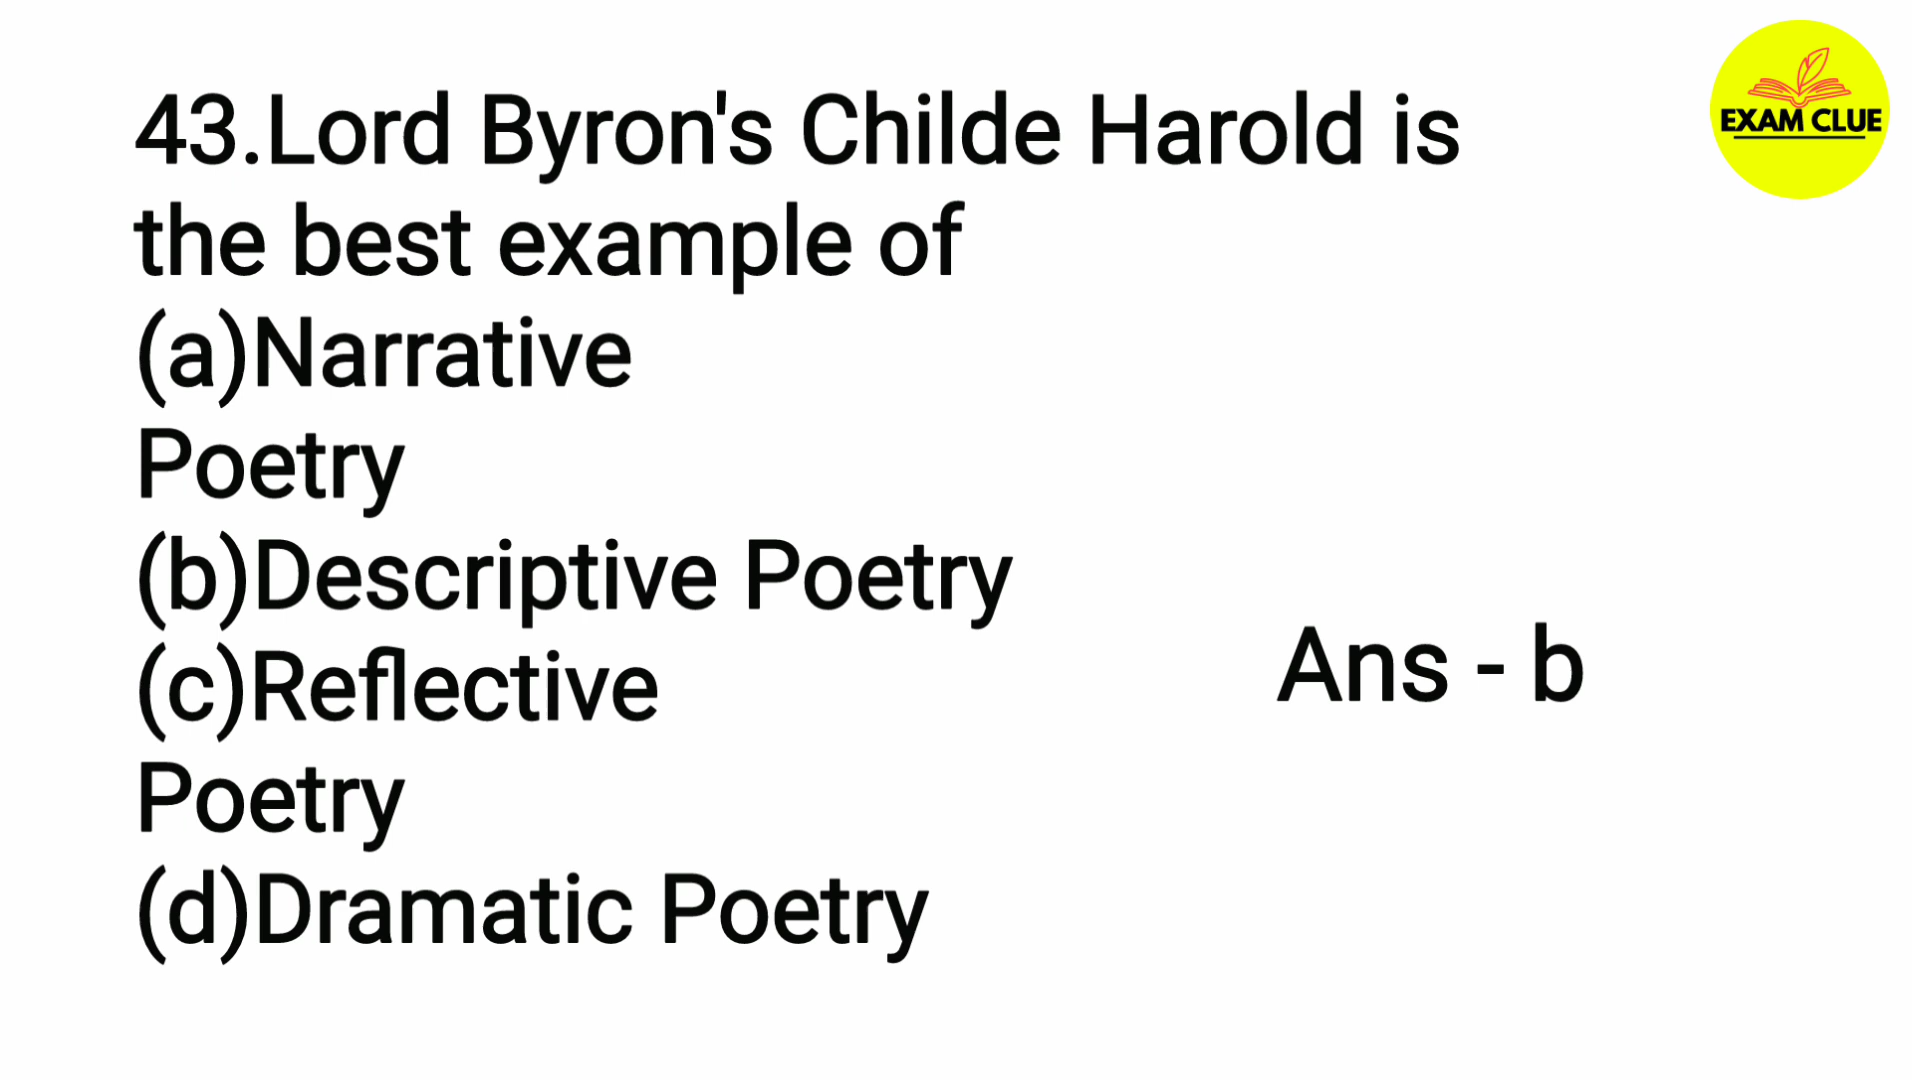 43.Lord Byron's Childe Harold is
the best example of
(a)Narrative
Poetry
(b)Descriptive Poetry
(c)Reflective
Poetry
(d)Dramatic Poetry
Ans - b
EXAM CLUE